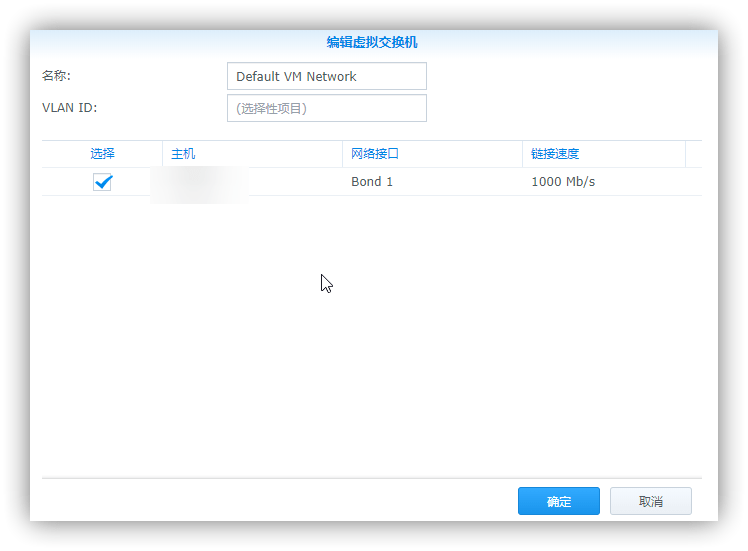 编辑虚拟交换机
名称: Default VM Network
VLAN ID: (选择性项目)
选择 主机 网络接口 链接速度
Bond 1 1000 Mb/s
确定 取消